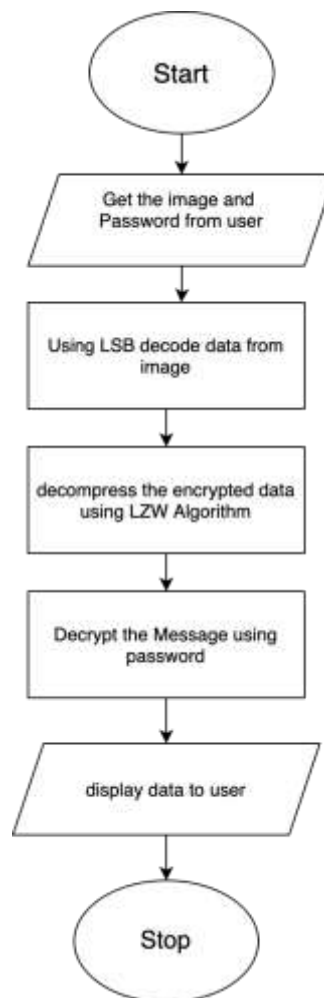 Start
Get the image and
Password from user
Using LSB decode data from
image
decompress the encrypted data
using LZW Algorithm
Decrypt the Message using
password
display data to user
Stop